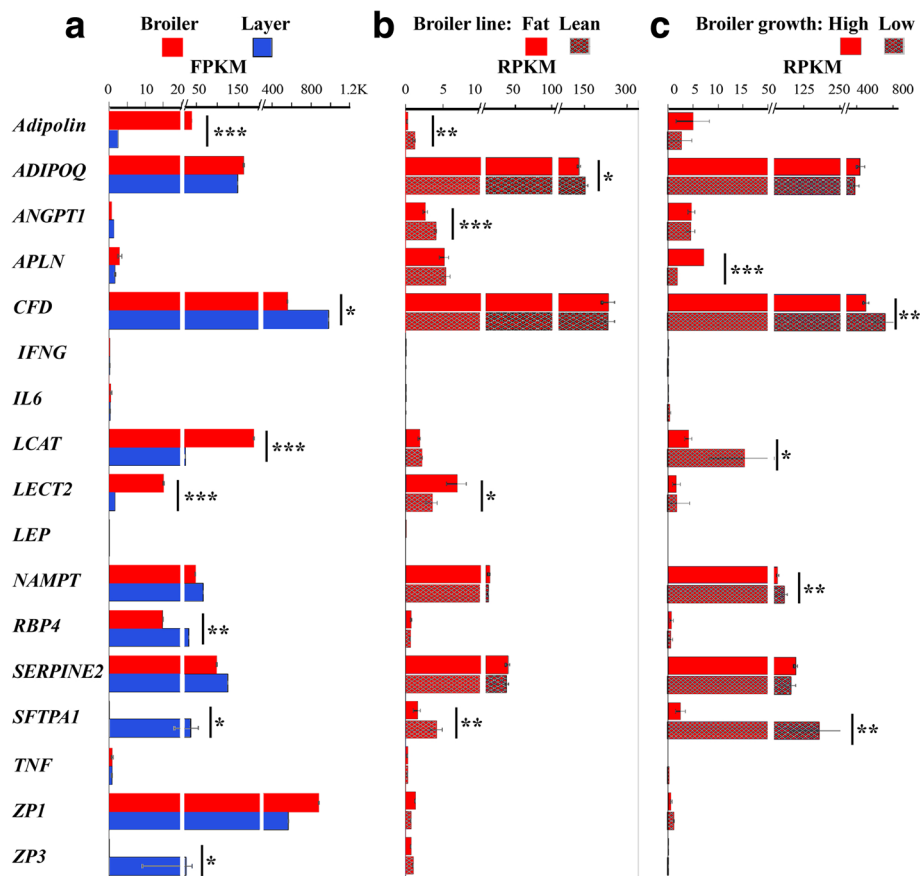 a Broiler Layer b Broiler line: Fat Lean c Broiler growth: High Low
FPKM RPKM RPKM
0 10 20 50 150 400 800 1.2K 0 5 10 50 100 150 300 0 5 10 15 50 125 250 400 800
Adipolin *** **
ADIPOQ *
ANGPT1 ***
APLN ***
CFD * **
IFNG
IL6
LCAT *** *
LECT2 *** *
LEP
NAMPT **
RBP4 **
SERPINE2
SFTPA1 * ** **
TNF
ZP1
ZP3 *